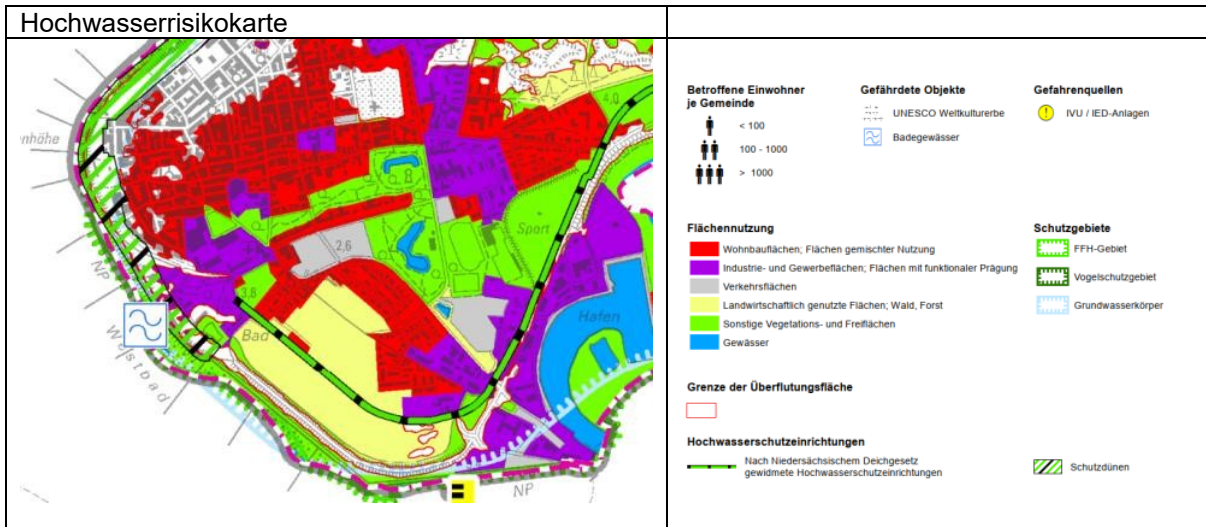 Hochwasserrisikokarte
nhöhe
4,0
Sport
2,6
3,8
Bad
Hafen
NP
Westbad
NP
Betroffene Einwohner
je Gemeinde
< 100
100 - 1000
> 1000
Gefährdete Objekte
UNESCO Weltkulturerbe
Badegewässer
Gefahrenquellen
IVU / IED-Anlagen
Flächennutzung
Wohnbauflächen; Flächen gemischter Nutzung
Industrie- und Gewerbeflächen; Flächen mit funktionaler Prägung
Verkehrsflächen
Landwirtschaftlich genutzte Flächen; Wald, Forst
Sonstige Vegetations- und Freiflächen
Gewässer
Schutzgebiete
FFH-Gebiet
Vogelschutzgebiet
Grundwasserkörper
Grenze der Überflutungsfläche
Hochwasserschutzeinrichtungen
Nach Niedersächsischem Deichgesetz
gewidmete Hochwasserschutzeinrichtungen
Schutzdünen